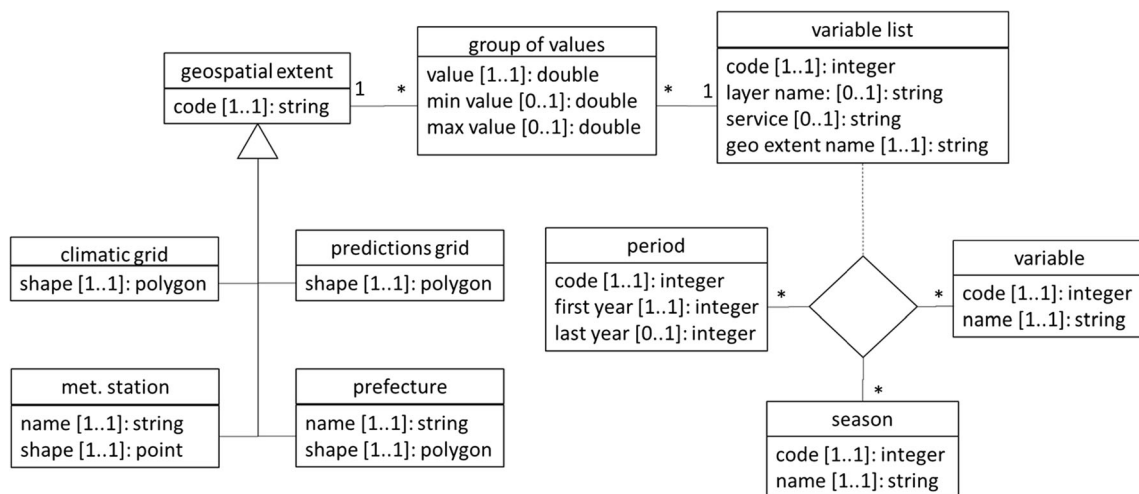 geospatial extent
code [1..1]: string
1
*
group of values
value [1..1]: double
min value [0..1]: double
max value [0..1]: double
*
1
variable list
code [1..1]: integer
layer name: [0..1]: string
service [0..1]: string
geo extent name [1..1]: string
climatic grid
shape [1..1]: polygon
predictions grid
shape [1..1]: polygon
met. station
name [1..1]: string
shape [1..1]: point
prefecture
name [1..1]: string
shape [1..1]: polygon
period
code [1..1]: integer
first year [1..1]: integer
last year [0..1]: integer
*
*
variable
code [1..1]: integer
name [1..1]: string
*
season
code [1..1]: integer
name [1..1]: string